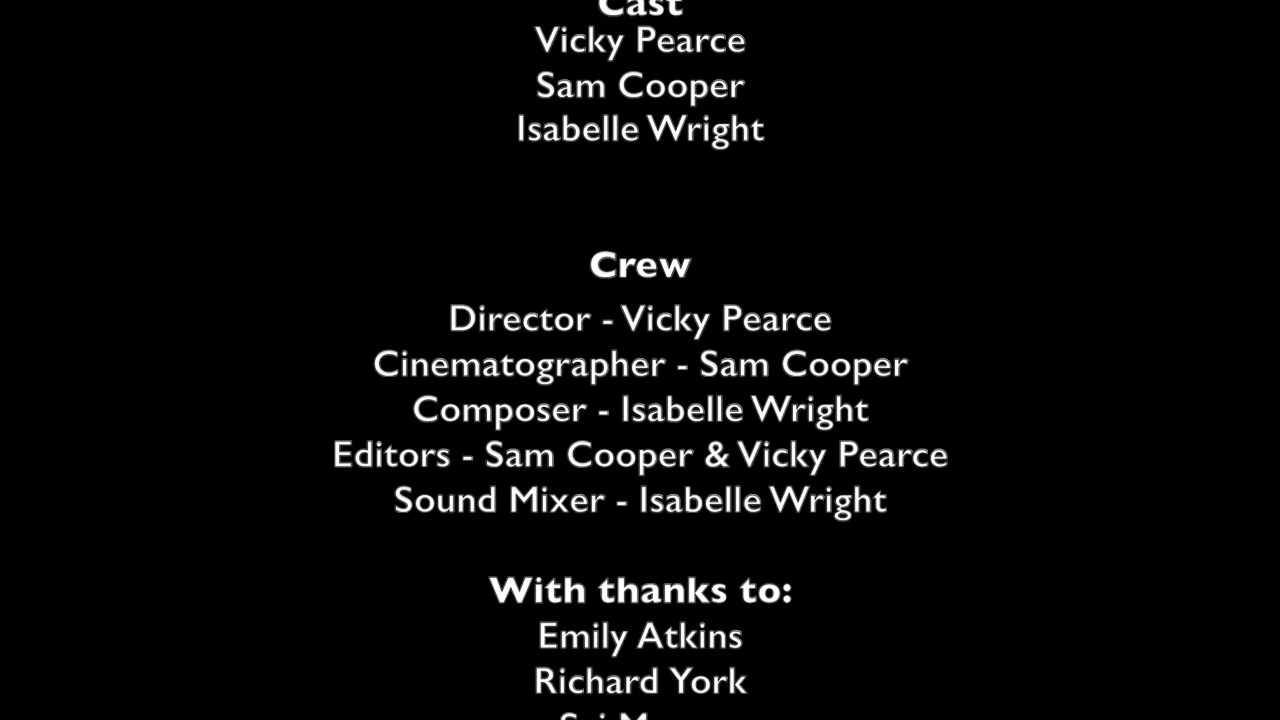 Cast
Vicky Pearce
Sam Cooper
Isabelle Wright
Crew
Director - Vicky Pearce
Cinematographer - Sam Cooper
Composer - Isabelle Wright
Editors - Sam Cooper & Vicky Pearce
Sound Mixer - Isabelle Wright
With thanks to:
Emily Atkins
Richard York